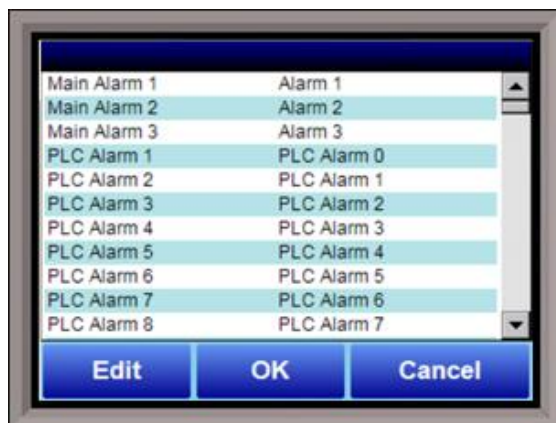 Main Alarm 1 Alarm 1
Main Alarm 2 Alarm 2
Main Alarm 3 Alarm 3
PLC Alarm 1 PLC Alarm 0
PLC Alarm 2 PLC Alarm 1
PLC Alarm 3 PLC Alarm 2
PLC Alarm 4 PLC Alarm 3
PLC Alarm 5 PLC Alarm 4
PLC Alarm 6 PLC Alarm 5
PLC Alarm 7 PLC Alarm 6
PLC Alarm 8 PLC Alarm 7
Edit OK Cancel